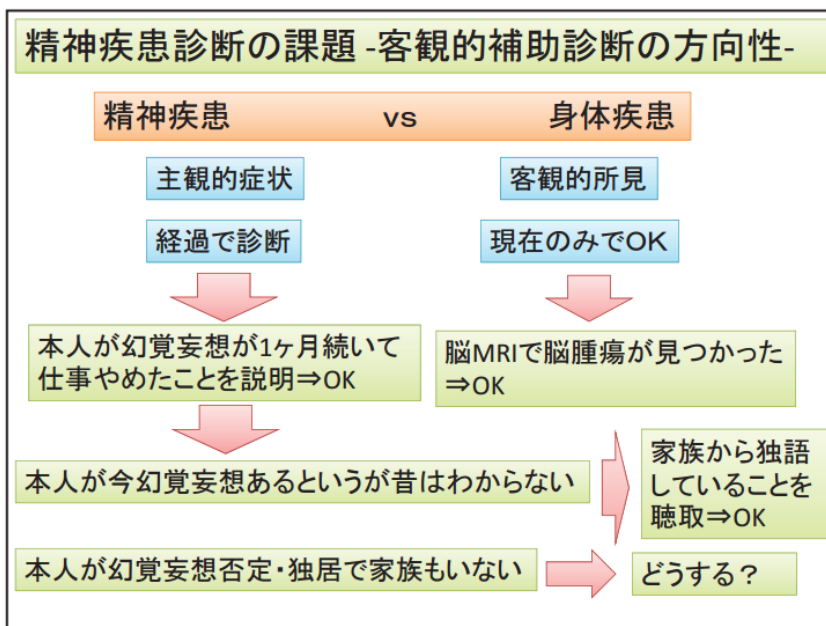 精神疾患診断の課題 -客観的補助診断の方向性-
精神疾患 vs 身体疾患
主観的症状
客観的所見
経過で診断
現在のみでOK
本人が幻覚妄想が1ヶ月続いて
仕事やめたことを説明⇒OK
脳MRIで脳腫瘍が見つかった
⇒OK
本人が今幻覚妄想あるというが昔はわからない
家族から独語
していることを
聴取⇒OK
本人が幻覚妄想否定・独居で家族もいない
どうする？